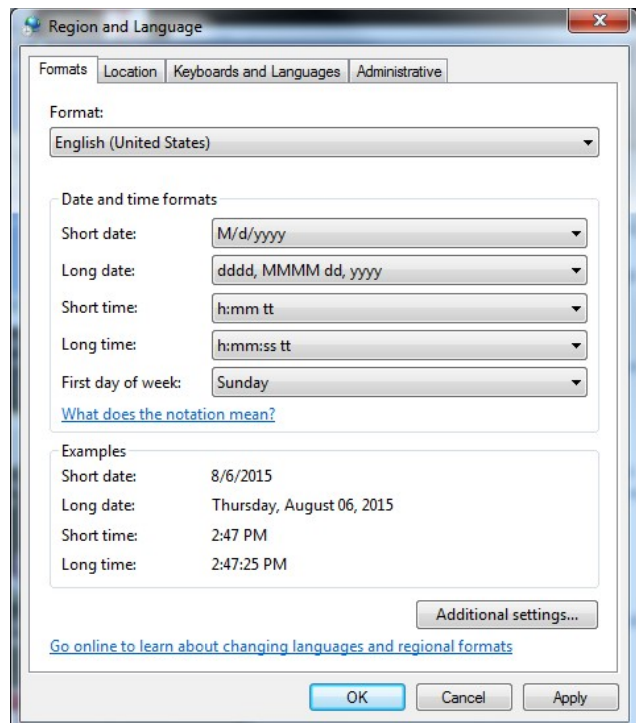 Region and Language
Formats Location Keyboards and Languages Administrative
Format:
English (United States)
Date and time formats
Short date: M/d/yyyy
Long date: dddd, MMMM dd, yyyy
Short time: h:mm tt
Long time: h:mm:ss tt
First day of week: Sunday
What does the notation mean?
Examples
Short date: 8/6/2015
Long date: Thursday, August 06, 2015
Short time: 2:47 PM
Long time: 2:47:25 PM
Additional settings...
Go online to learn about changing languages and regional formats
OK Cancel Apply